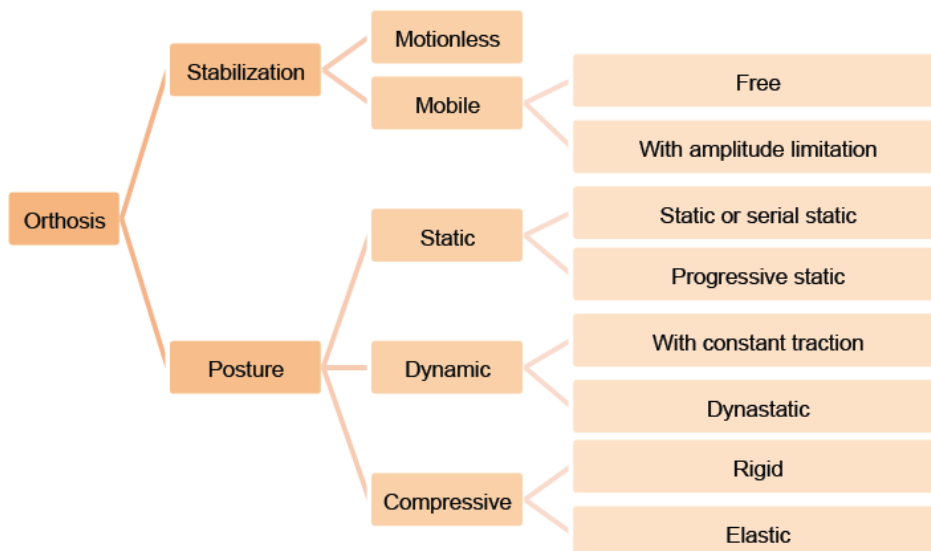 Orthosis
Stabilization
Motionless
Mobile
Free
With amplitude limitation
Posture
Static
Static or serial static
Progressive static
Dynamic
With constant traction
Dynastatic
Compressive
Rigid
Elastic